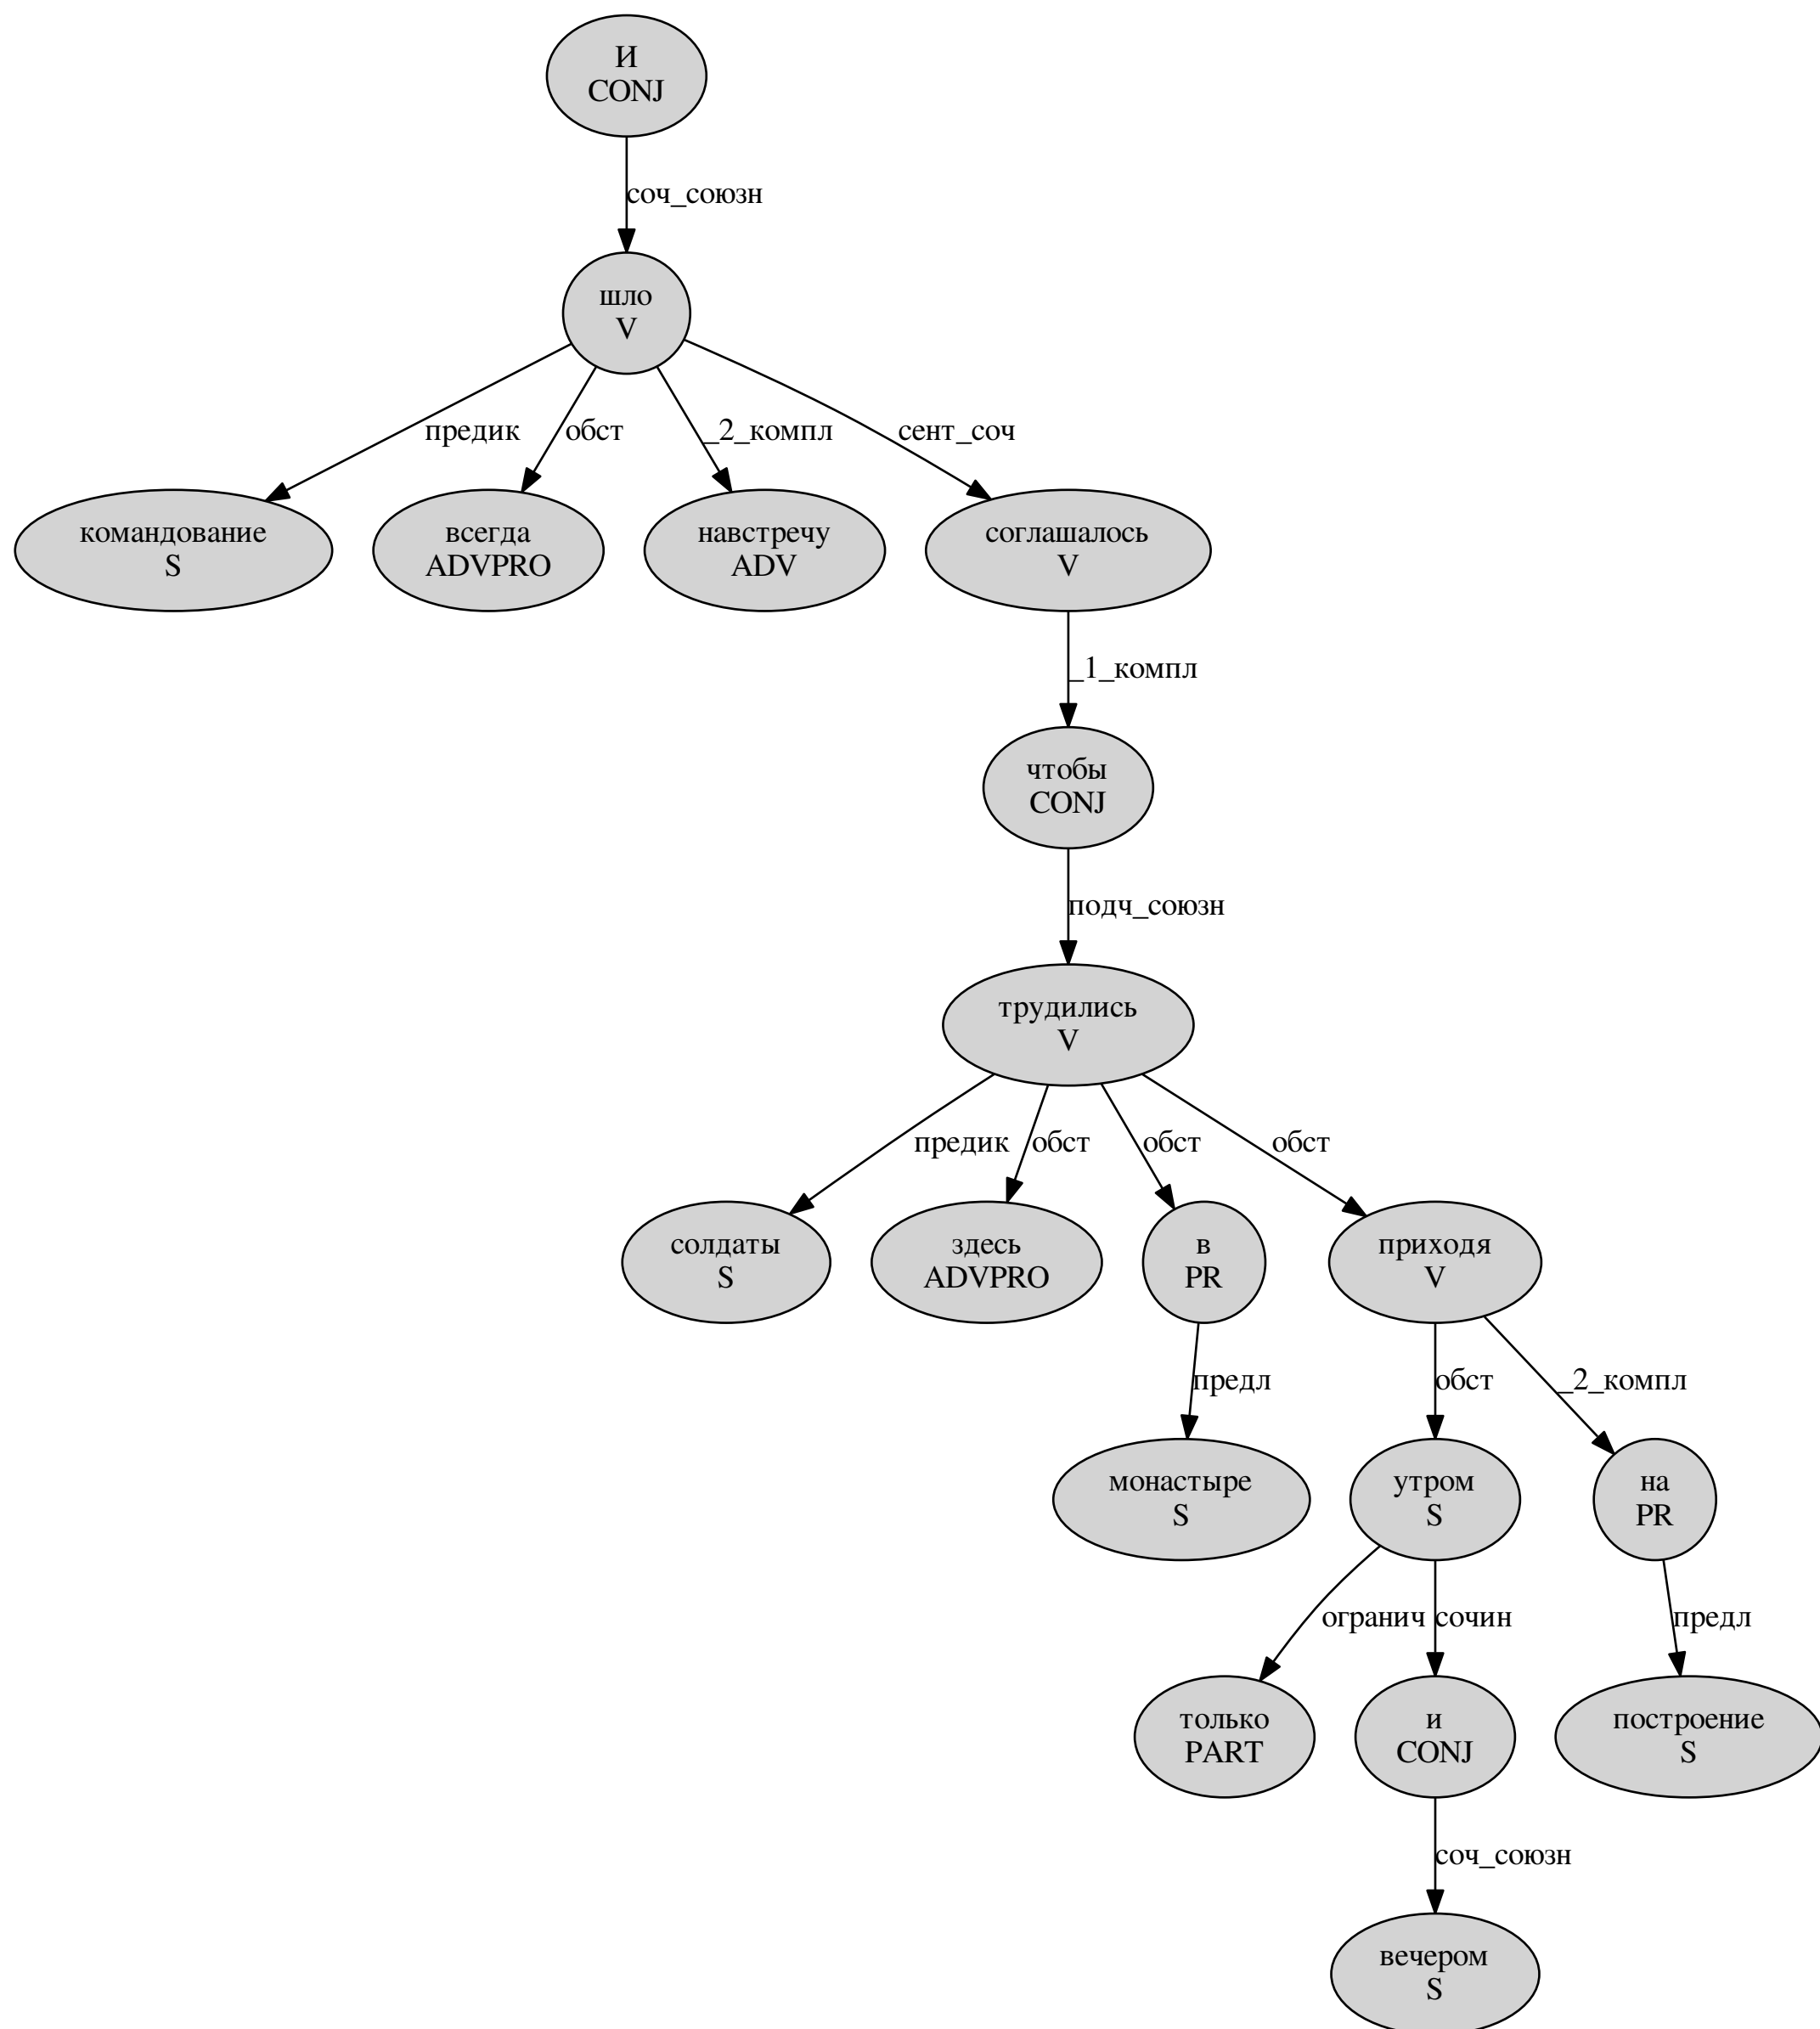 И
CONJ
соч_союзн
шло
V
предик
обст
_2_компл
сент_соч
командование
S
всегда
ADVPRO
навстречу
ADV
соглашалось
V
_1_компл
чтобы
CONJ
подч_союзн
трудились
V
предик
обст
обст
обст
солдаты
S
здесь
ADVPRO
в
PR
приходя
V
предл
обст
_2_компл
монастыре
S
утром
S
на
PR
огранич
сочин
предл
только
PART
и
CONJ
построение
S
соч_союзн
вечером
S